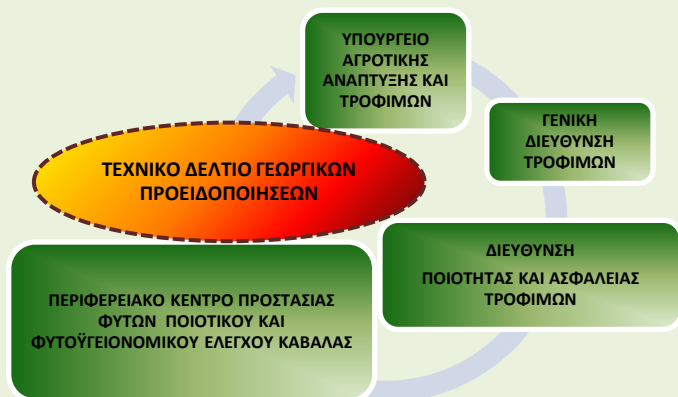 ΥΠΟΥΡΓΕΙΟ
ΑΓΡΟΤΙΚΗΣ
ΑΝΑΠΤΥΞΗΣ ΚΑΙ
ΤΡΟΦΙΜΩΝ
ΓΕΝΙΚΗ
ΔΙΕΥΘΥΝΣΗ
ΤΡΟΦΙΜΩΝ
ΤΕΧΝΙΚΟ ΔΕΛΤΙΟ ΓΕΩΡΓΙΚΩΝ
ΠΡΟΕΙΔΟΠΟΙΗΣΕΩΝ
ΔΙΕΥΘΥΝΣΗ
ΠΟΙΟΤΗΤΑΣ ΚΑΙ ΑΣΦΑΛΕΙΑΣ
ΤΡΟΦΙΜΩΝ
ΠΕΡΙΦΕΡΕΙΑΚΟ ΚΕΝΤΡΟ ΠΡΟΣΤΑΣΙΑΣ
ΦΥΤΩΝ ΠΟΙΟΤΙΚΟΥ ΚΑΙ
ΦΥΤΟΫΓΕΙΟΝΟΜΙΚΟΥ ΕΛΕΓΧΟΥ ΚΑΒΑΛΑΣ